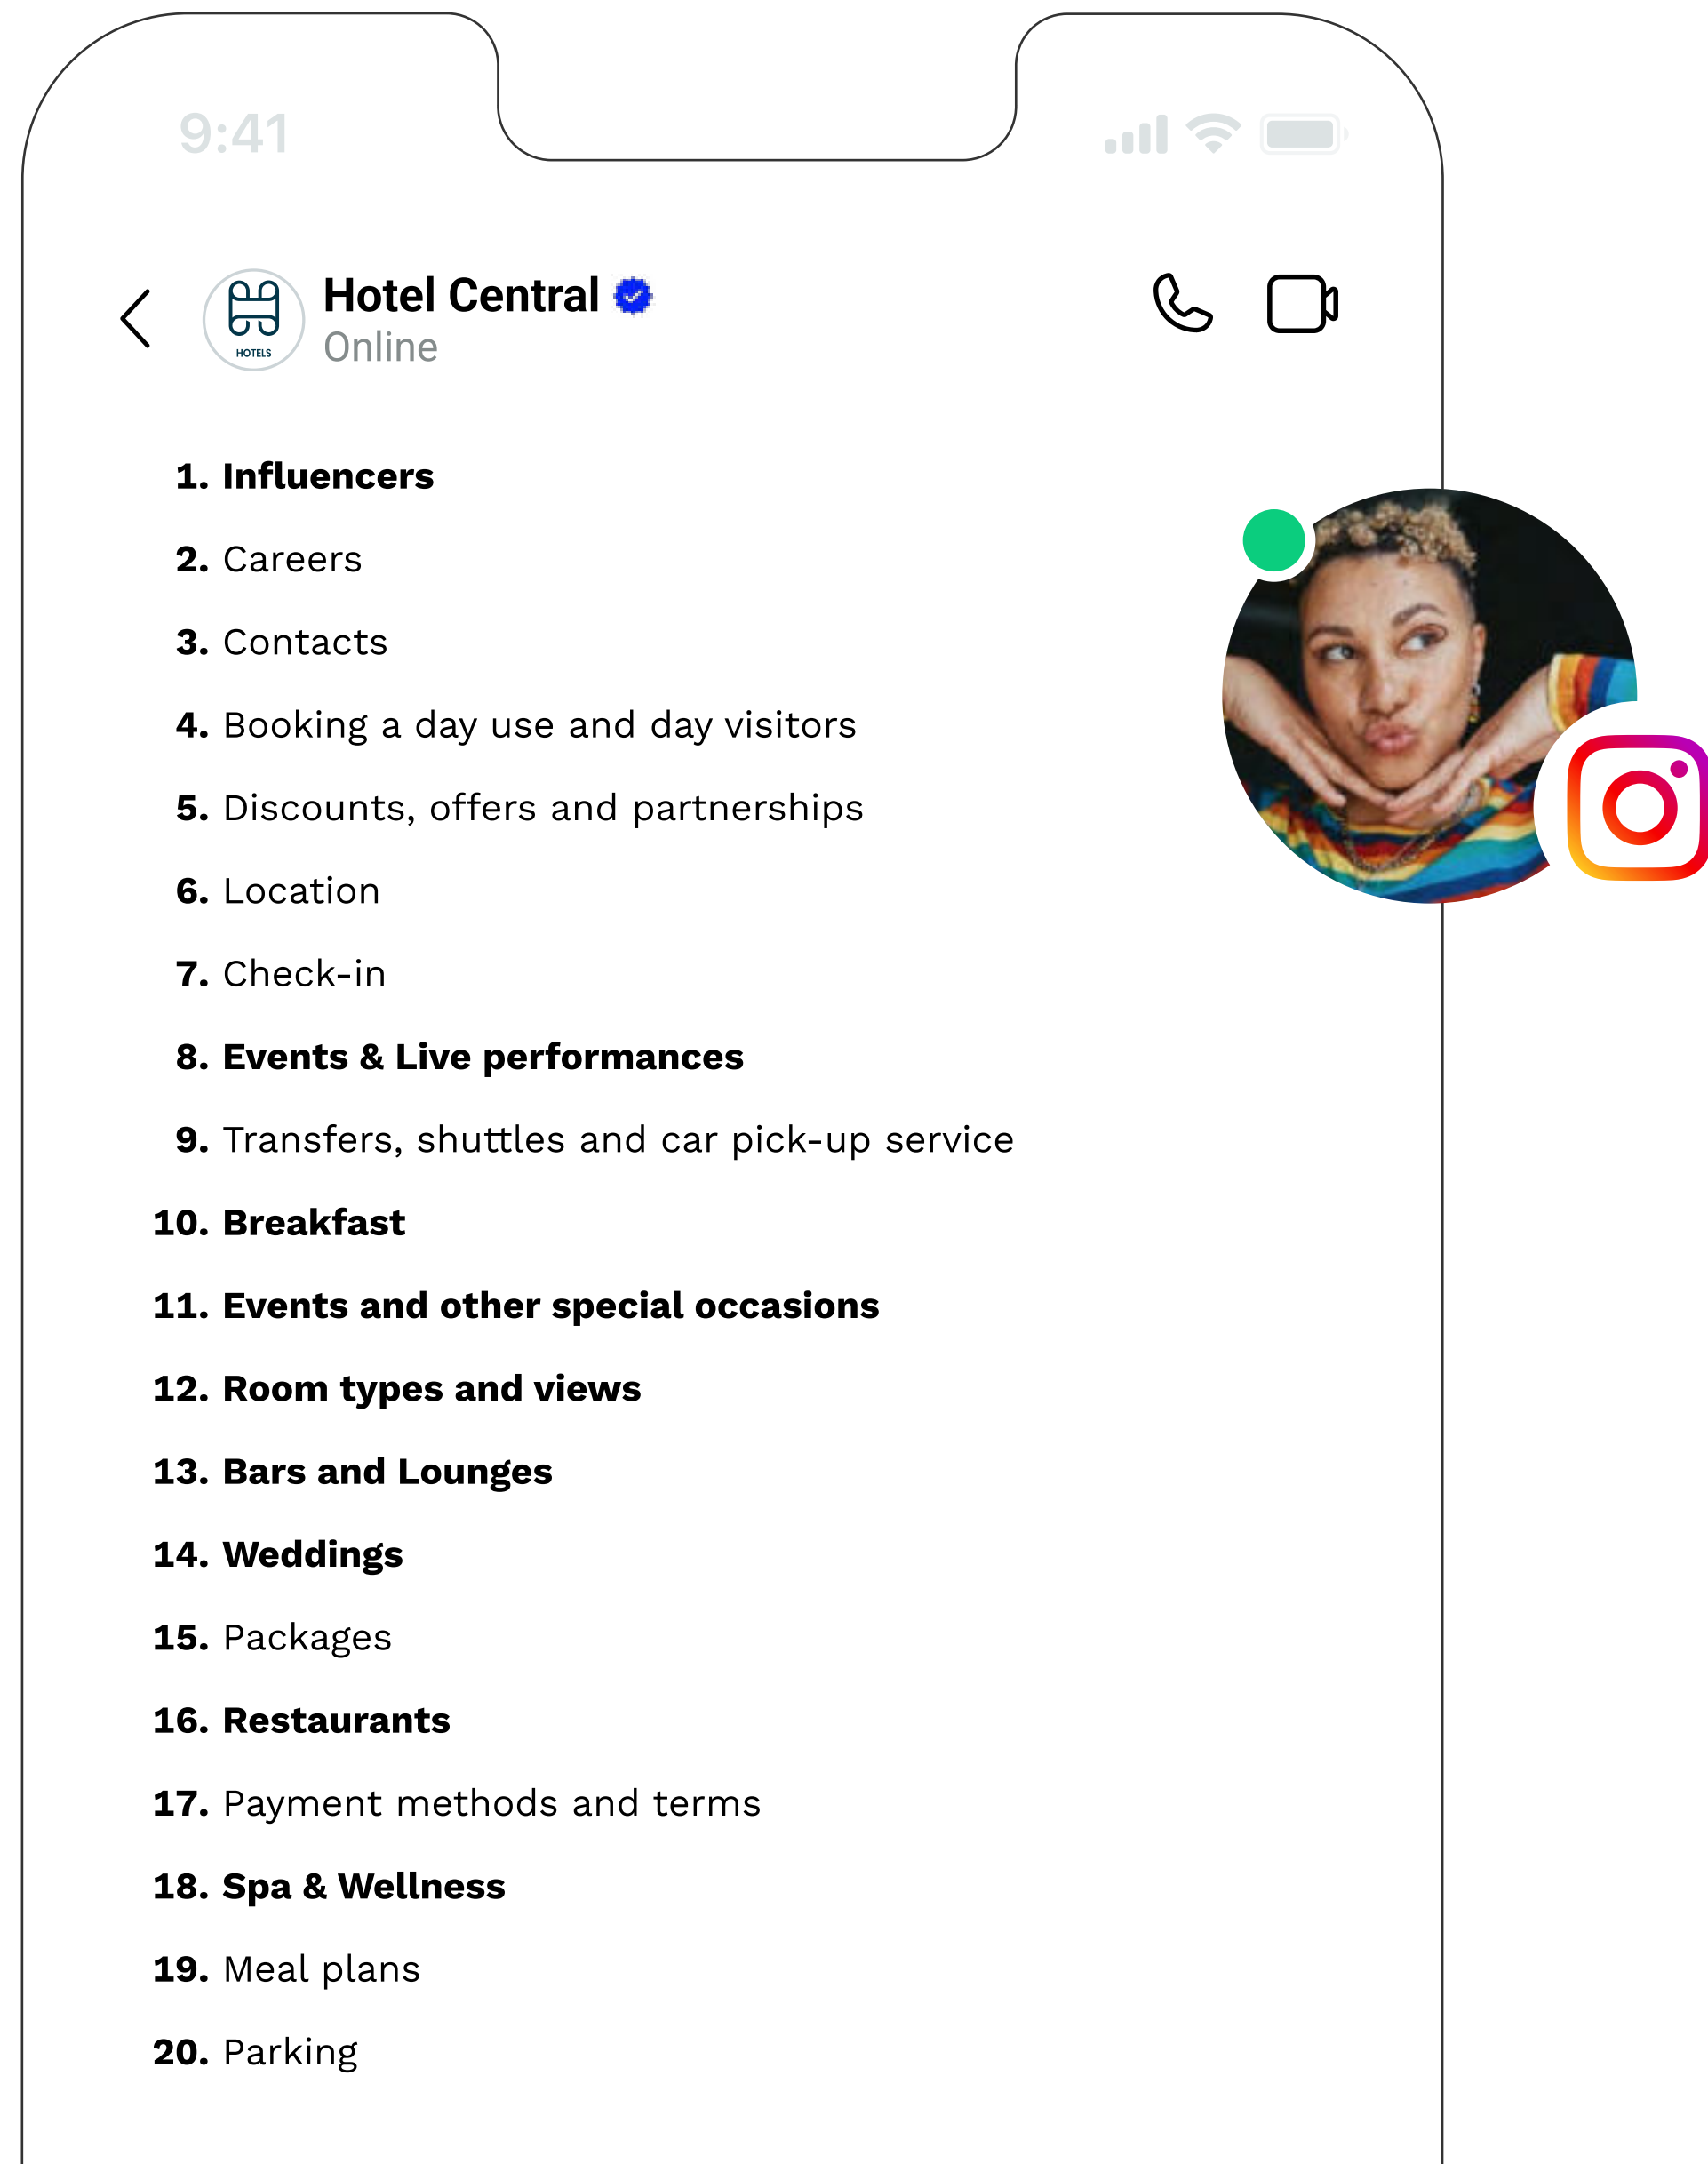 9:41
Hotel Central
Online
HOTELS
1. Influencers
2. Careers
3. Contacts
4. Booking a day use and day visitors
5. Discounts, offers and partnerships
6. Location
7. Check-in
8. Events & Live performances
9. Transfers, shuttles and car pick-up service
10. Breakfast
11. Events and other special occasions
12. Room types and views
13. Bars and Lounges
14. Weddings
15. Packages
16. Restaurants
17. Payment methods and terms
18. Spa & Wellness
19. Meal plans
20. Parking